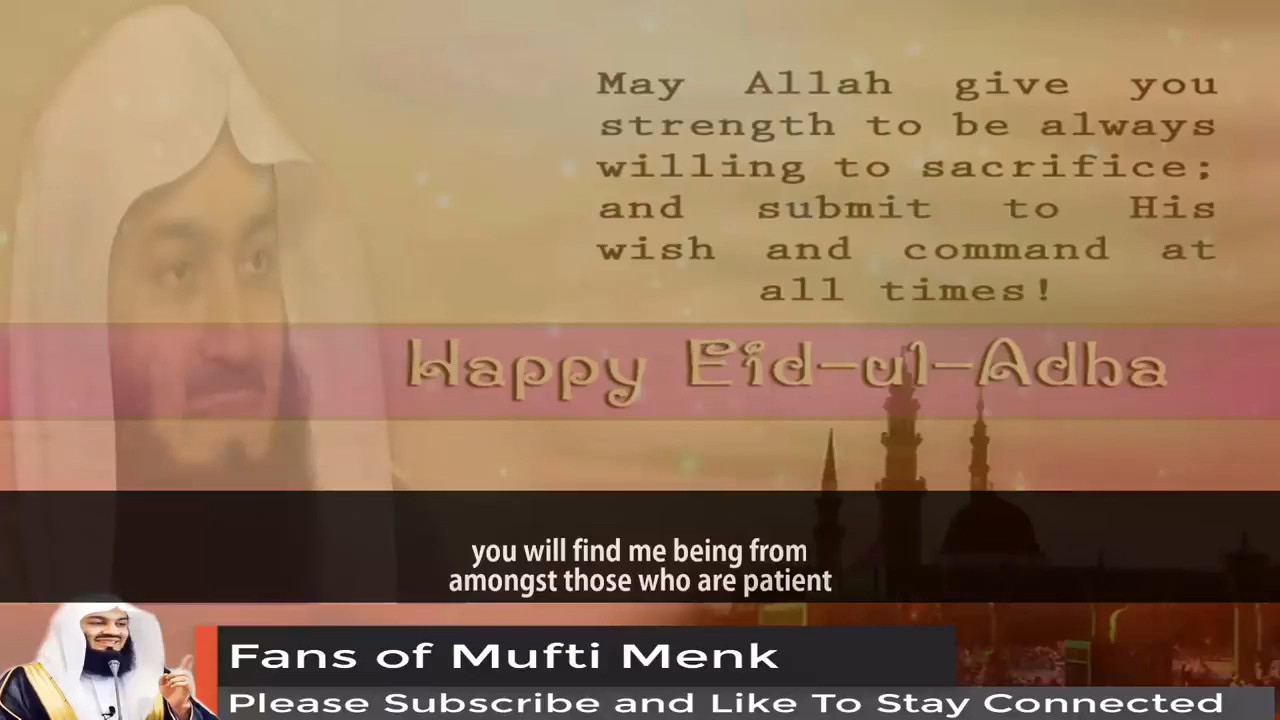 May Allah give you
strength to be always
willing to sacrifice;
and submit to His
wish and command at
all times!
Happy Eid-ul-Adha
you will find me being from
amongst those who are patient
Fans of Mufti Menk
Please Subscribe and Like To Stay Connected